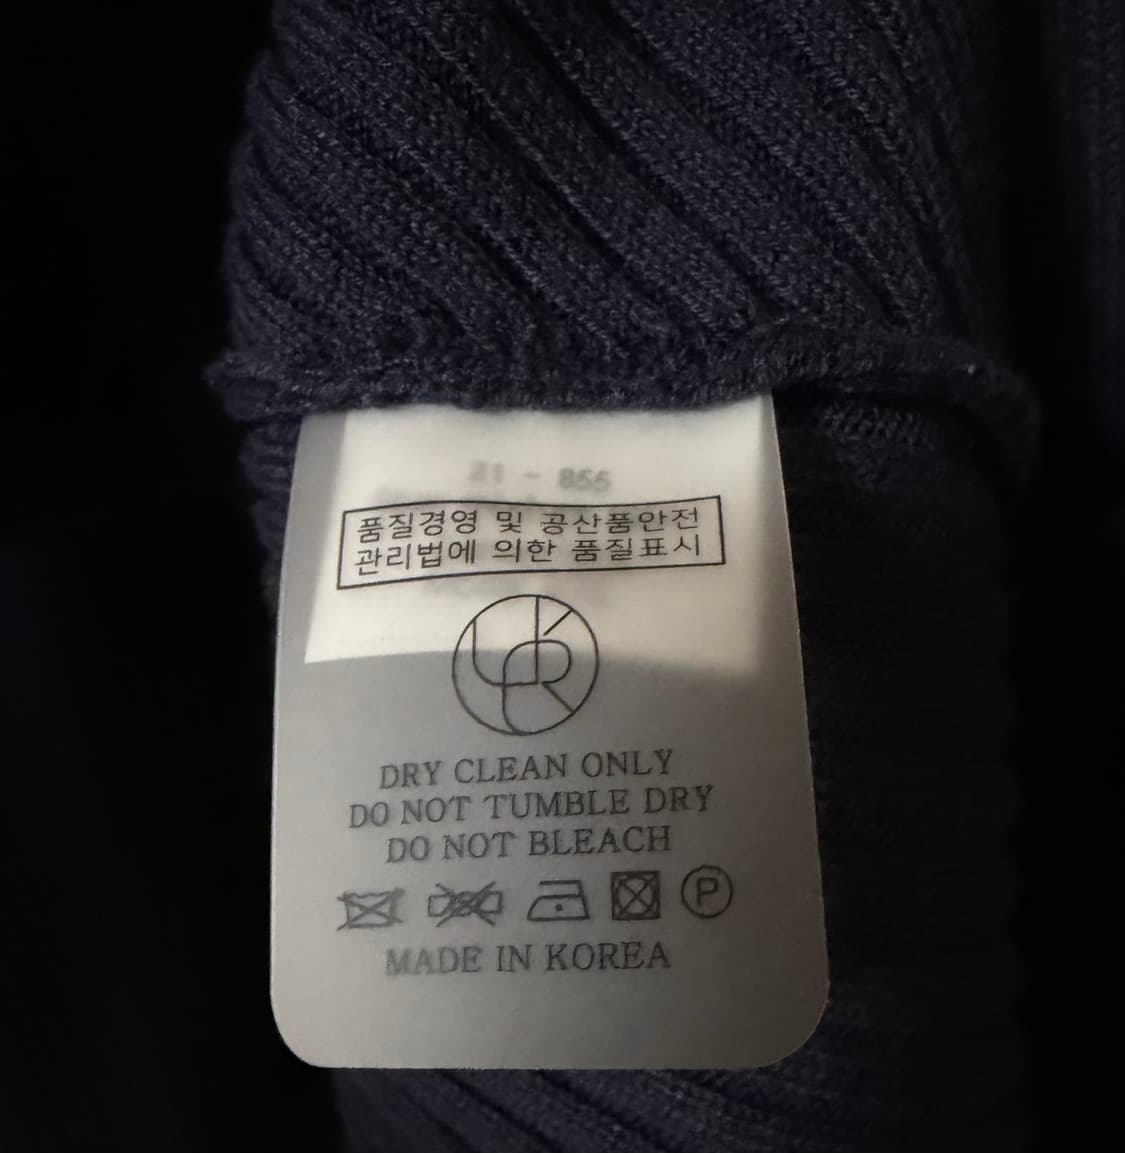 21 - 855
품질경영 및 공산품안전
관리법에 의한 품질표시
DRY CLEAN ONLY
DO NOT TUMBLE DRY
DO NOT BLEACH
P
MADE IN KOREA